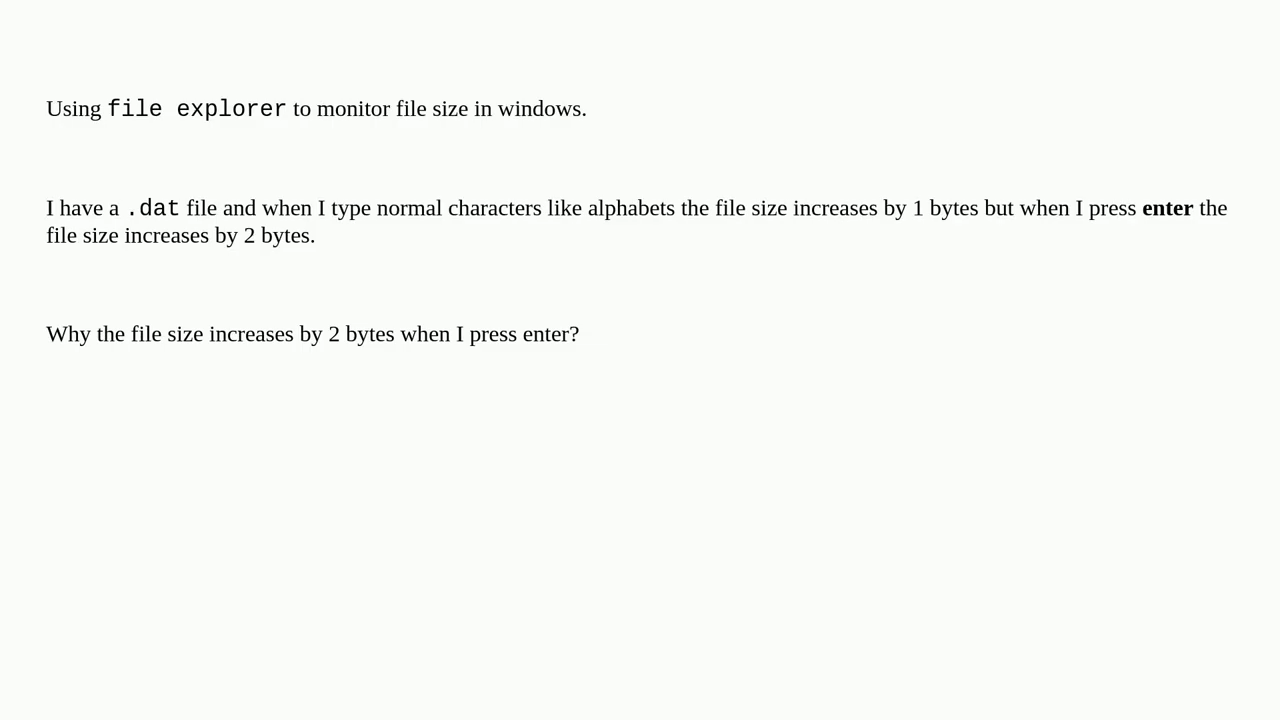 Using file explorer to monitor file size in windows.
I have a .dat file and when I type normal characters like alphabets the file size increases by 1 bytes but when I press enter the
file size increases by 2 bytes.
Why the file size increases by 2 bytes when I press enter?